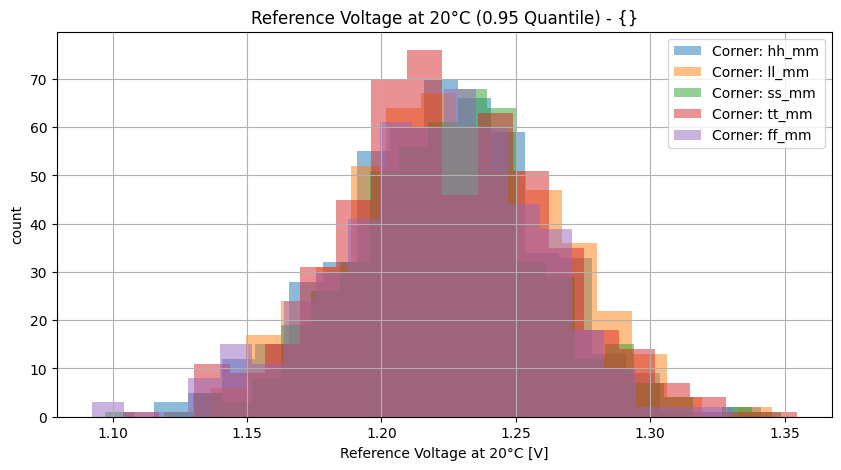 Reference Voltage at 20°C (0.95 Quantile) - {}
Corner: hh_mm
Corner: ll_mm
Corner: ss_mm
Corner: tt_mm
Corner: ff_mm
count
70
60
50
40
30
20
10
0
1.10
1.15
1.20
1.25
1.30
1.35
Reference Voltage at 20°C [V]